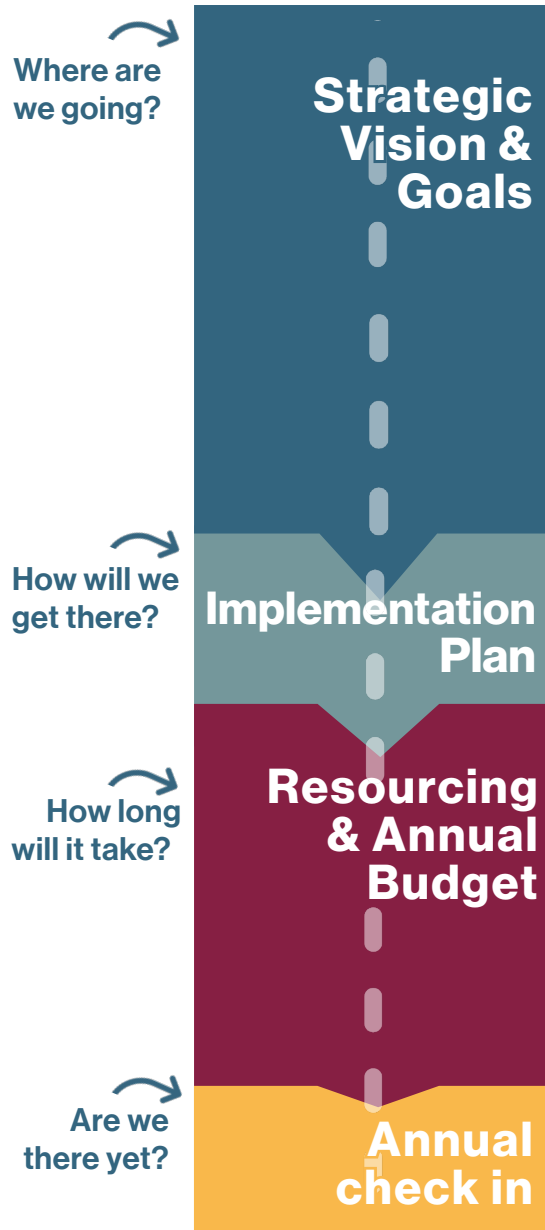 Where are
we going?
Strategic
Vision &
Goals
How will we
get there?
Implementation
Plan
How long
will it take?
Resourcing
& Annual
Budget
Are we
there yet?
Annual
check in